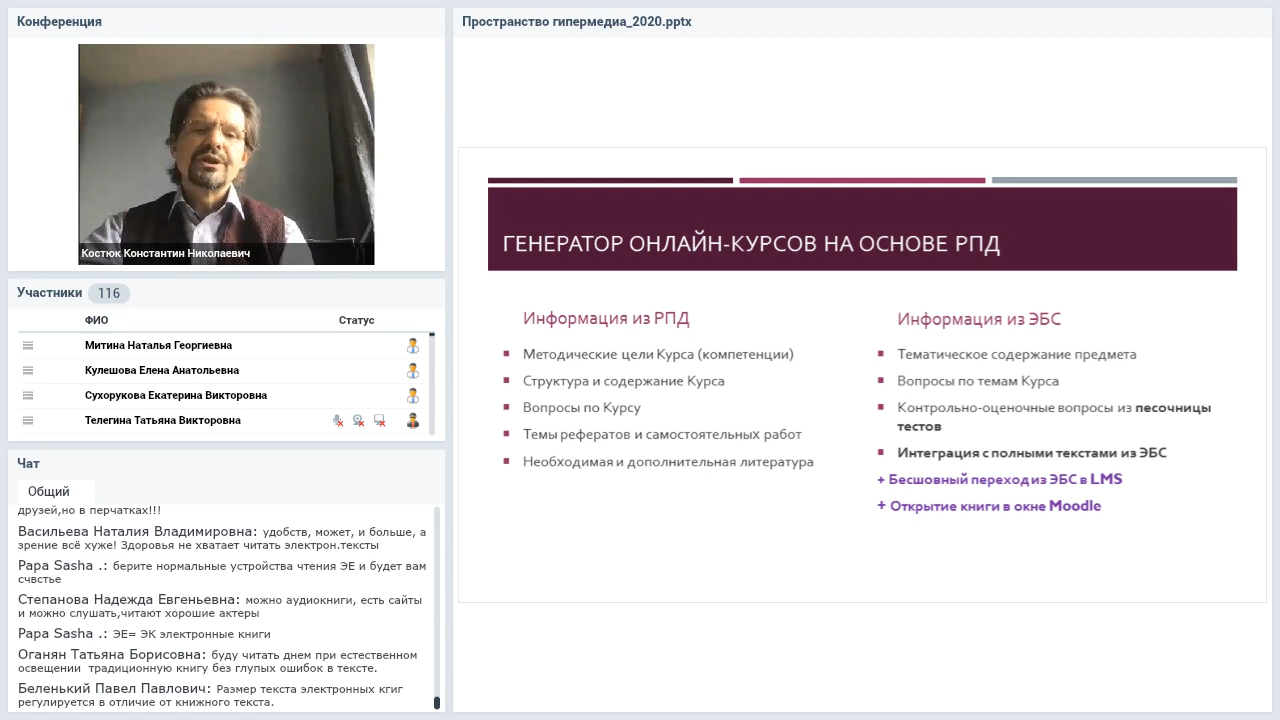 Конференция
Костюк Константин Николаевич
Участники 116
ФИО Статус
Митина Наталья Георгиевна
Кулешова Елена Анатольевна
Сухорукова Екатерина Викторовна
Телегина Татьяна Викторовна
Чат
Общий
друзей,но в перчатках!!!
Васильева Наталия Владимировна: удобств, может, и больше, а
зрение всё хуже! Здоровья не хватает читать электрон.тексты
Papa Sasha .: берите нормальные устройства чтения ЭЕ и будет вам
счвстье
Степанова Надежда Евгеньевна: можно аудиокниги, есть сайты
и можно слушать,читают хорошие актеры
Papa Sasha .: ЭЕ= ЭК электронные книги
Оганян Татьяна Борисовна: буду читать днем при естественном
освещении традиционную книгу без глупых ошибок в тексте.
Беленький Павел Павлович: Размер текста электронных кгиг
регулируется в отличие от книжного текста.
Пространство гипермедиа_2020.pptx
ГЕНЕРАТОР ОНЛАЙН-КУРСОВ НА ОСНОВЕ РПД
Информация из РПД
Методические цели Курса (компетенции)
Структура и содержание Курса
Вопросы по Курсу
Темы рефератов и самостоятельных работ
Необходимая и дополнительная литература
Информация из ЭБС
Тематическое содержание предмета
Вопросы по темам Курса
Контрольно-оценочные вопросы из песочницы
тестов
Интеграция с полными текстами из ЭБС
+ Бесшовный переход из ЭБС в LMS
+ Открытие книги в окне Moodle